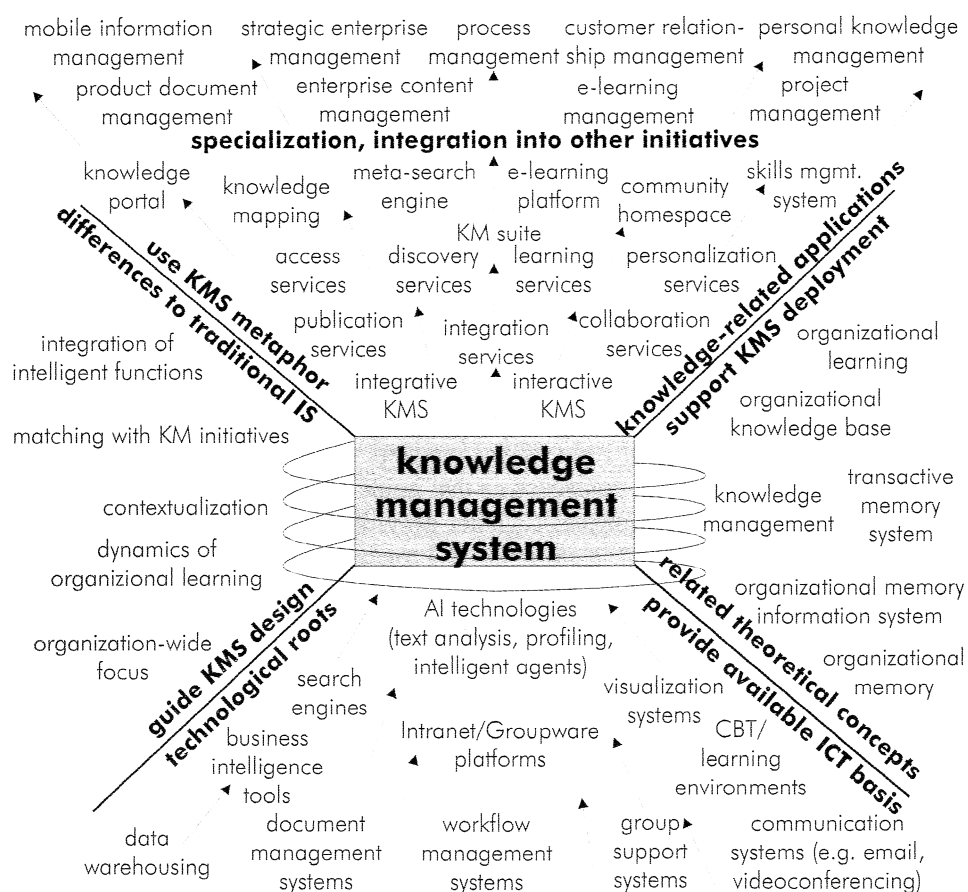 mobile information
management
strategic enterprise
management
process
management
customer relation-
ship management
personal knowledge
management
product document
management
enterprise content
management
e-learning
management
project
management
specialization, integration into other initiatives
knowledge
portal
knowledge
mapping
meta-search
engine
e-learning
platform
community
homespace
skills mgmt.
system
KM suite
access
services
discovery
services
learning
services
personalization
services
publication
services
integration
services
collaboration
services
integrative
KMS
interactive
KMS
use KMS metaphor
differences to traditional IS
knowledge-related applications
support KMS deployment
integration of
intelligent functions
matching with KM initiatives
contextualization
dynamics of
organizional learning
organization-wide
focus
knowledge
management
system
organizational
learning
organizational
knowledge base
knowledge
management
transactive
memory
system
organizational memory
information system
organizational
memory
guide KMS design
technological roots
related theoretical concepts
provide available ICT basis
AI technologies
(text analysis, profiling,
intelligent agents)
search
engines
visualization
systems
business
intelligence
tools
Intranet/Groupware
platforms
CBT/
learning
environments
data
warehousing
document
management
systems
workflow
management
systems
group
support
systems
communication
systems (e.g. email,
videoconferencing)